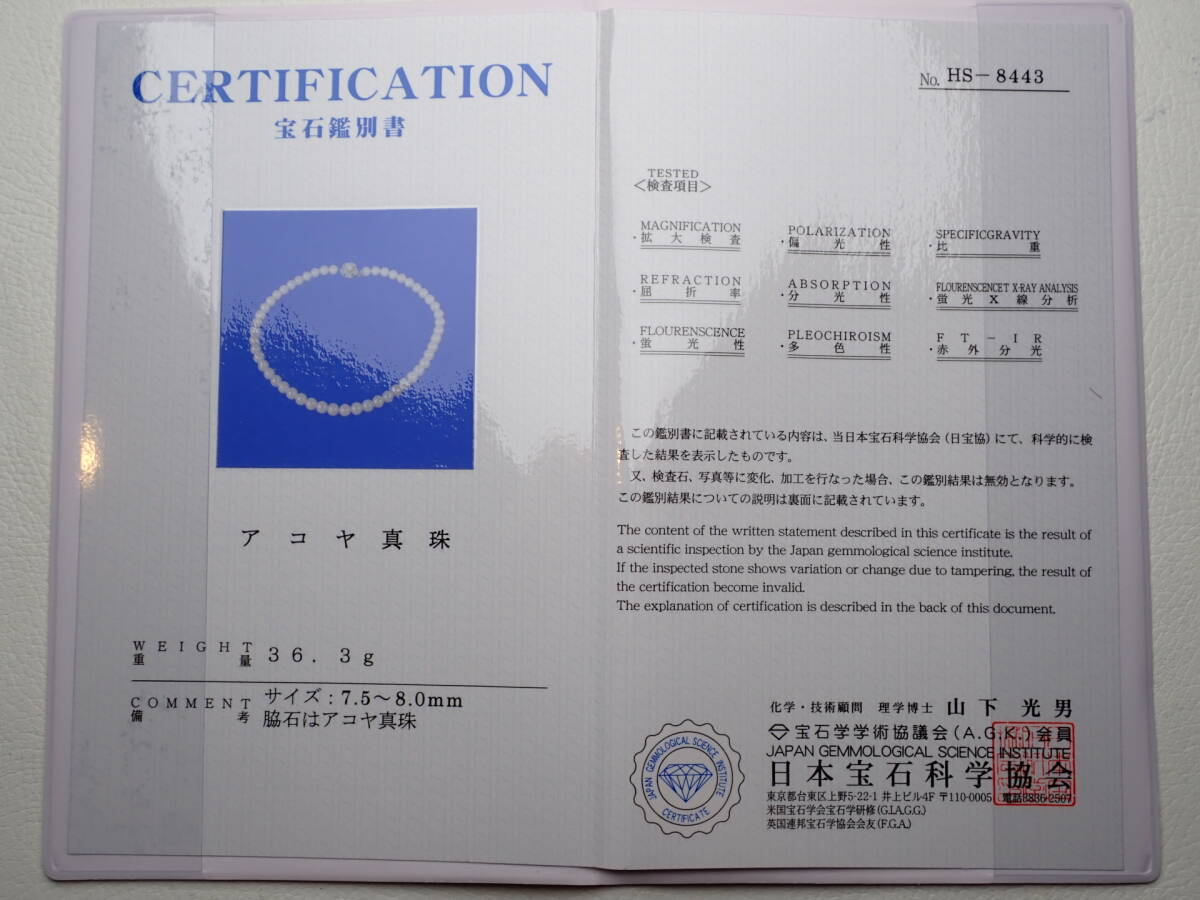 CERTIFICATION
宝石鑑別書
アコヤ真珠
WEIGHT
重量 36.3g
COMMENT サイズ:7.5～8.0mm
備考 脇石はアコヤ真珠
No. HS-8443
TESTED
<検査項目>
MAGNIFICATION POLARIZATION SPECIFICGRAVITY
・拡大検査 ・偏光性 ・比重
REFRACTION ABSORPTION FLOURENSCENCET X-RAY ANALYSIS
・屈折率 ・分光性 ・蛍光X線分析
FLOURENSCENCE PLEOCHIROISM FT-IR
・蛍光性 ・多色性 ・赤外分光
この鑑別書に記載されている内容は、当日本宝石科学協会(日宝協)にて、科学的に検
査した結果を表示したものです。
又、検査石、写真等に変化、加工を行なった場合、この鑑別結果は無効となります。
この鑑別結果についての説明は裏面に記載されています。
The content of the written statement described in this certificate is the result of
a scientific inspection by the Japan gemmological science institute.
If the inspected stone shows variation or change due to tampering, the result of
the certification become invalid.
The explanation of certification is described in the back of this document.
化学・技術顧問 理学博士 山下光男
宝石学学術協議会(A.G.K.)会員
JAPAN GEMMOLOGICAL SCIENCE INSTITUTE
日本宝石科学協会
東京都台東区上野5-22-1 井上ビル4F 〒110-0005 電話3836-2507
米国宝石学会宝石学研修(G.I.A.G.G.)
英国連邦宝石学協会会友(F.G.A.)
JAPAN GEMMOLOGICAL SCIENCE INSTITUTE
CERTIFICATE